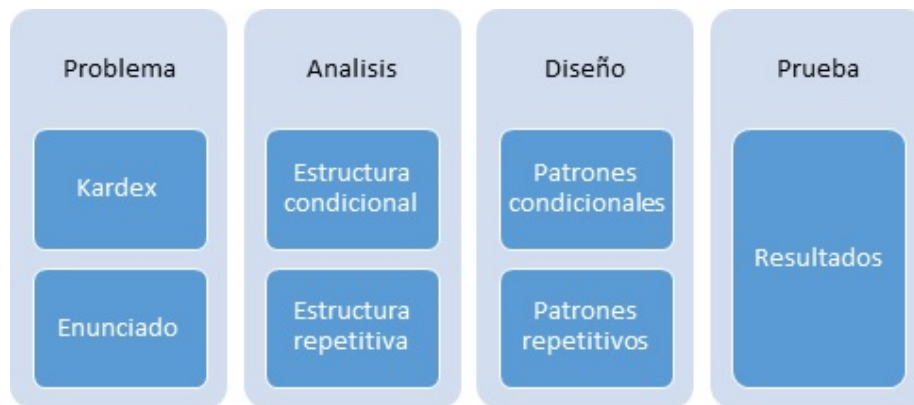 Problema
Kardex
Enunciado
Analisis
Estructura
condicional
Estructura
repetitiva
Diseño
Patrones
condicionales
Patrones
repetitivos
Prueba
Resultados